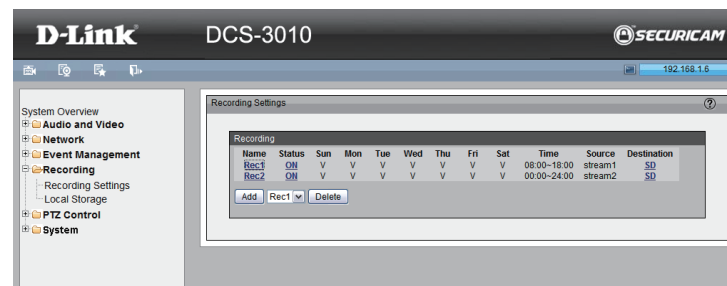 D-Link
DCS-3010
SECURICAM
192.168.1.6
System Overview
Audio and Video
Network
Event Management
Recording
Recording Settings
Local Storage
PTZ Control
System
Recording Settings
?
Recording
Name Status Sun Mon Tue Wed Thu Fri Sat Time Source Destination
Rec1 ON V V V V V V V 08:00~18:00 stream1 SD
Rec2 ON V V V V V V V 00:00~24:00 stream2 SD
Add Rec1 Delete